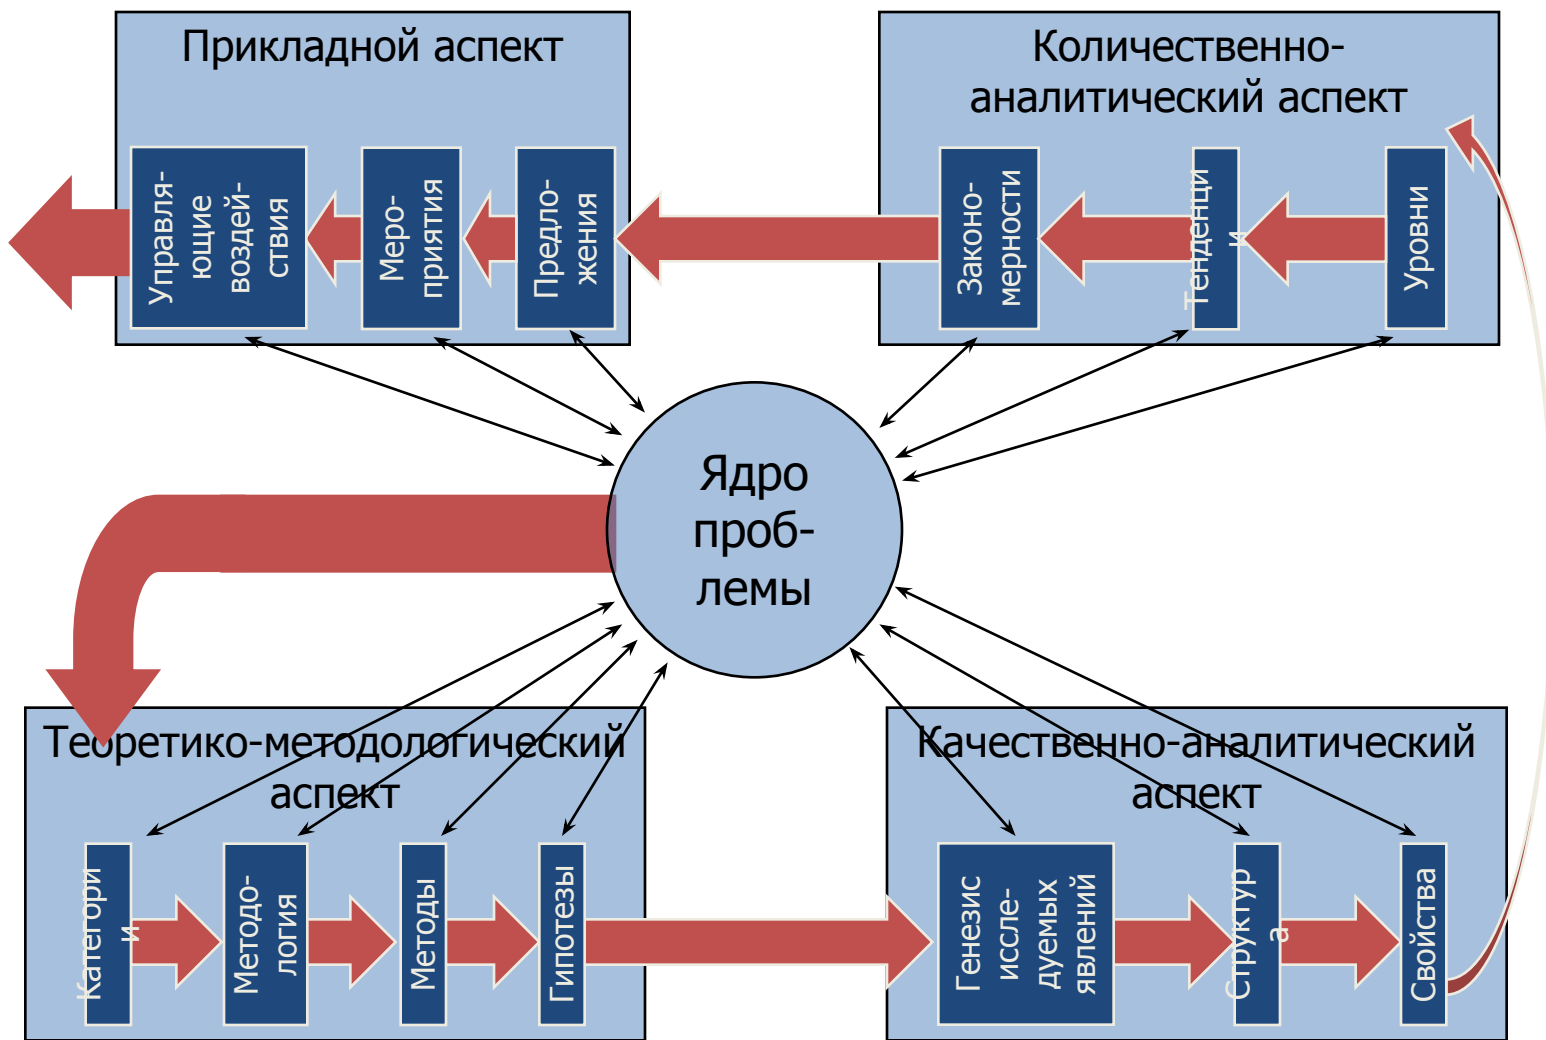 Прикладной аспект
Количественно-
аналитический аспект
Управля-
ющие
воздей-
ствия
Меро-
приятия
Предло-
жения
Законо-
мерности
Тенденци
и
Уровни
Ядро
проб-
лемы
Теоретико-методологический
аспект
Качественно-аналитический
аспект
Категори
и
Методо-
логия
Методы
Гипотезы
Генезис
иссле-
дуемых
явлений
Структур
а
Свойства